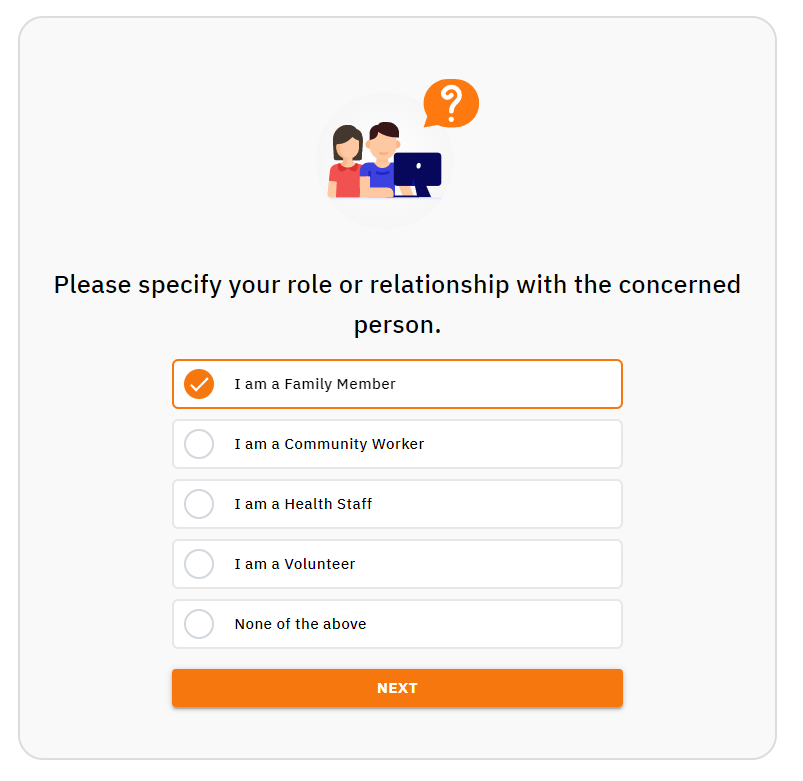 ?
Please specify your role or relationship with the concerned
person.
I am a Family Member
I am a Community Worker
I am a Health Staff
I am a Volunteer
None of the above
NEXT